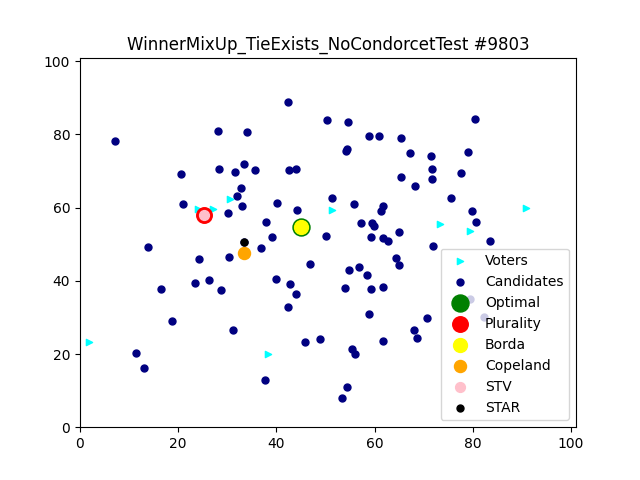 WinnerMixUp_TieExists_NoCondorcetTest #9803
100
80
60
40
20
0
0 20 40 60 80 100
Voters
Candidates
Optimal
Plurality
Borda
Copeland
STV
STAR